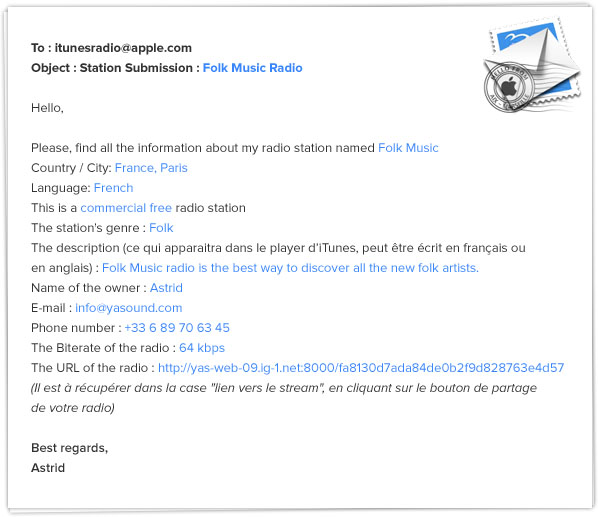 To : itunesradio@apple.com
Object : Station Submission : Folk Music Radio
Hello,
Please, find all the information about my radio station named Folk Music
Country / City: France, Paris
Language: French
This is a commercial free radio station
The station's genre : Folk
The description (ce qui apparaitra dans le player d'iTunes, peut être écrit en français ou
en anglais) : Folk Music radio is the best way to discover all the new folk artists.
Name of the owner : Astrid
E-mail : info@yasound.com
Phone number : +33 6 89 70 63 45
The Biterate of the radio : 64 kbps
The URL of the radio : http://yas-web-09.ig-1.net:8000/fa8130d7ada84de0b2f9d828763e4d57
(Il est à récupérer dans la case "lien vers le stream", en cliquant sur le bouton de partage
de votre radio)
Best regards,
Astrid